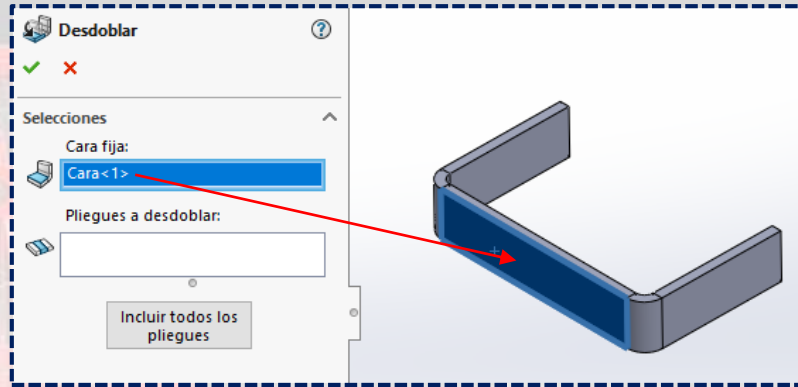 Desdoblar
Selecciones
Cara fija:
Cara<1>
Pliegues a desdoblar:
Incluir todos los
pliegues